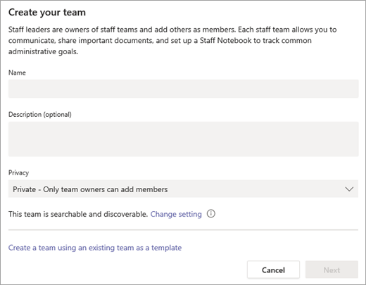 Create your team
Staff leaders are owners of staff teams and add others as members. Each staff team allows you to
communicate, share important documents, and set up a Staff Notebook to track common
administrative goals.
Name
Description (optional)
Privacy
Private - Only team owners can add members
This team is searchable and discoverable. Change setting
Create a team using an existing team as a template
Cancel Next